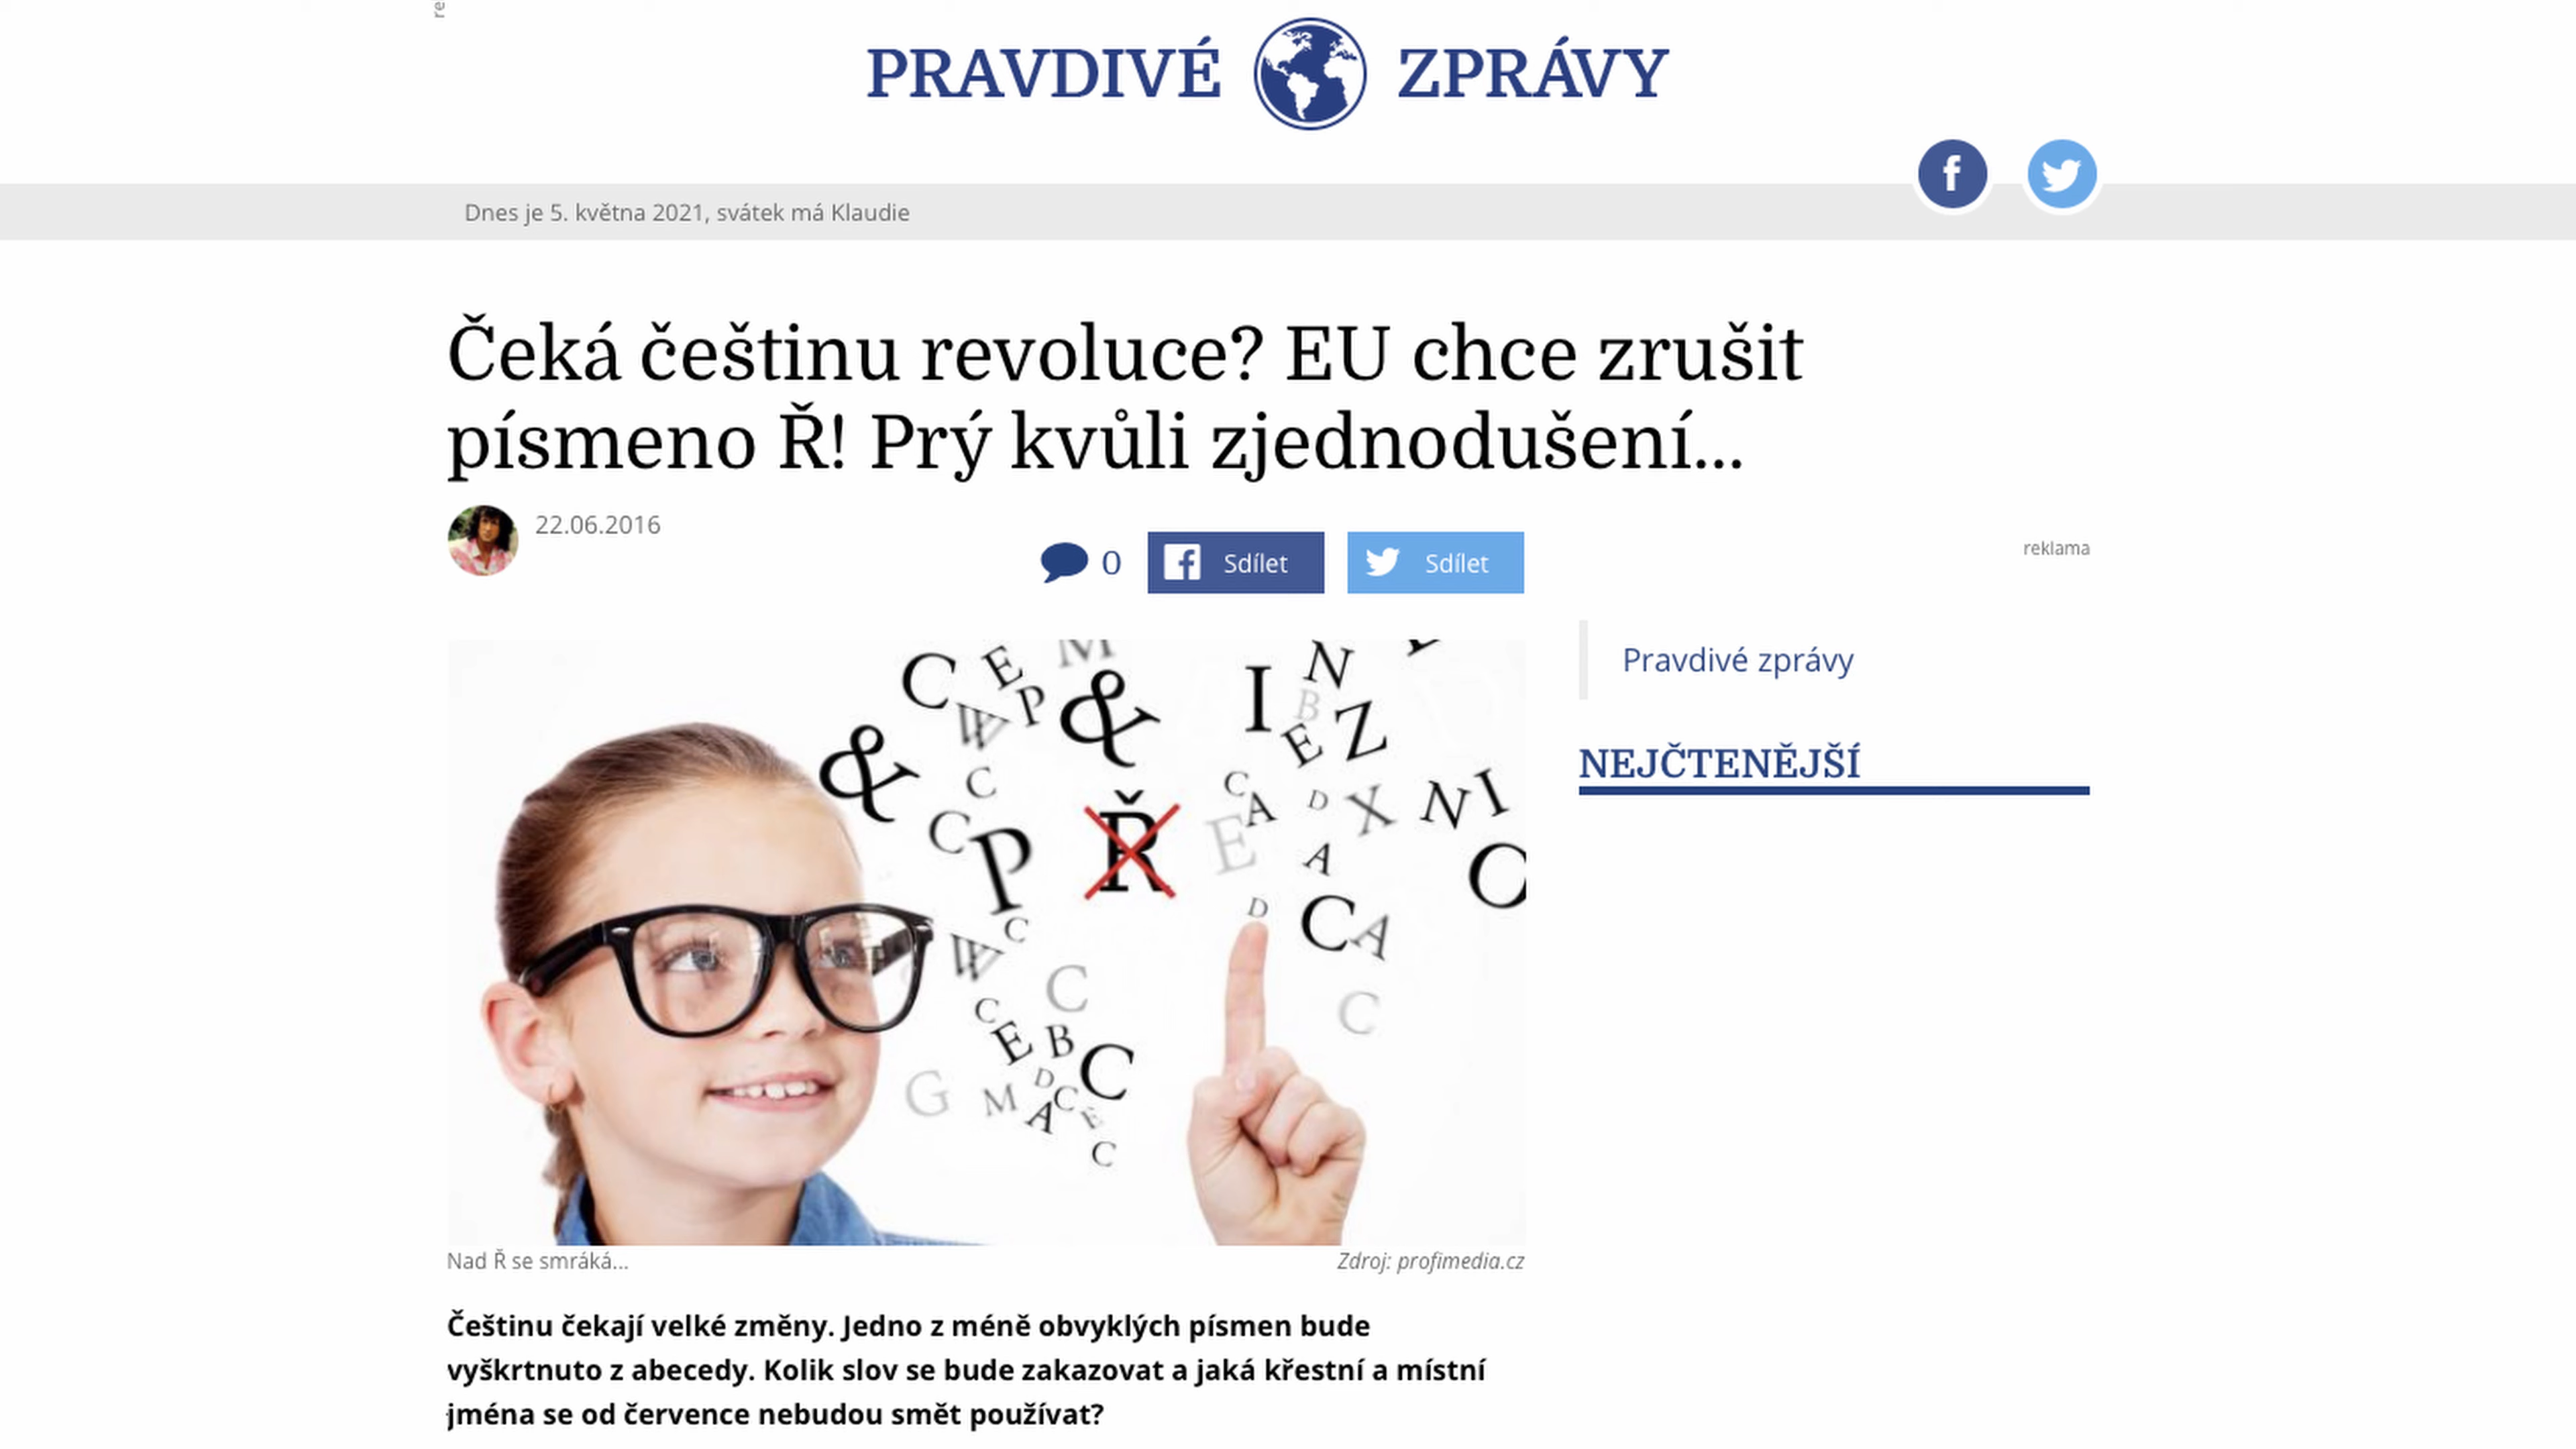 re
PRAVDIVÉ ZPRÁVY
Dnes je 5. května 2021, svátek má Klaudie
Čeká češtinu revoluce? EU chce zrušit
písmeno Ř! Prý kvůli zjednodušení...
22.06.2016
0 Sdílet Sdílet
reklama
Pravdivé zprávy
NEJČTENĚJŠÍ
C E M I N
W P & B Z
& E
C C A D X N I
C P Ř E A C
D C A
W C
C C
C E B C
G M D C
A E
C
Nad Ř se smráká...
Zdroj: profimedia.cz
Češtinu čekají velké změny. Jedno z méně obvyklých písmen bude
vyškrtnuto z abecedy. Kolik slov se bude zakazovat a jaká křestní a místní
jména se od července nebudou smět používat?